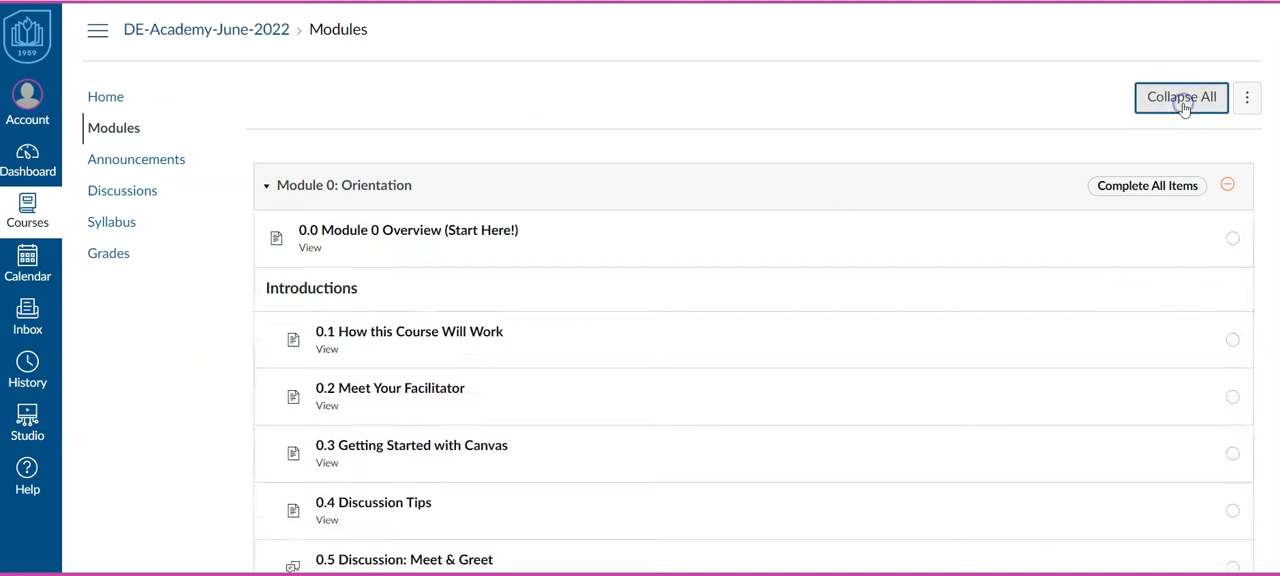 1959
Account
Dashboard
Courses
Calendar
Inbox
History
Studio
Help
DE-Academy-June-2022 › Modules
Home
Modules
Announcements
Discussions
Syllabus
Grades
Collapse All
Module 0: Orientation
Complete All Items
0.0 Module 0 Overview (Start Here!)
View
Introductions
0.1 How this Course Will Work
View
0.2 Meet Your Facilitator
View
0.3 Getting Started with Canvas
View
0.4 Discussion Tips
View
0.5 Discussion: Meet & Greet